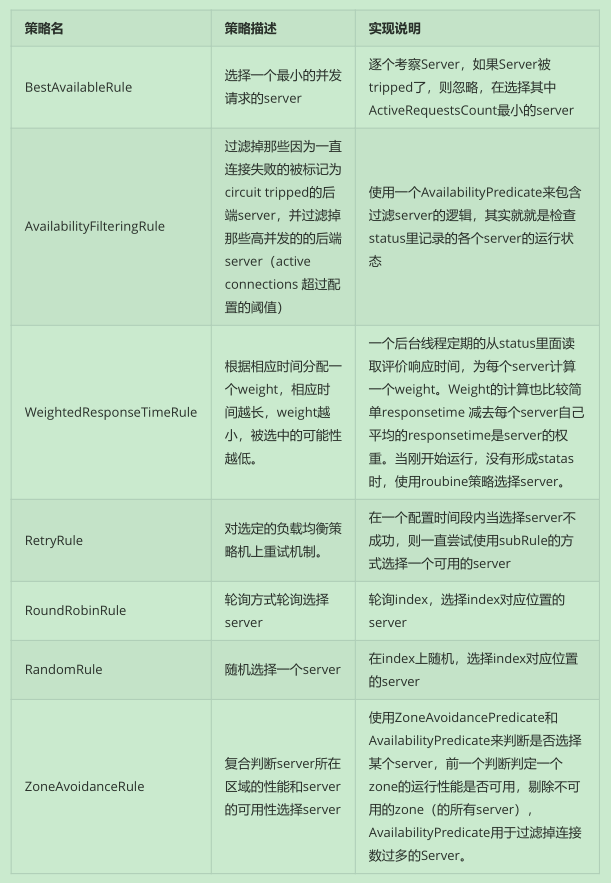 策略名
策略描述
实现说明
BestAvailableRule
选择一个最小的并发
请求的server
逐个考察Server，如果Server被
tripped了，则忽略，在选择其中
ActiveRequestsCount最小的server
AvailabilityFilteringRule
过滤掉那些因为一直
连接失败的被标记为
circuit tripped的后
端server，并过滤掉
那些高并发的的后端
server（active
connections 超过配
置的阈值）
使用一个AvailabilityPredicate来包含
过滤server的逻辑，其实就就是检查
status里记录的各个server的运行状
态
WeightedResponseTimeRule
根据相应时间分配一
个weight，相应时
间越长，weight越
小，被选中的可能性
越低。
一个后台线程定期的从status里面读
取评价响应时间，为每个server计算
一个weight。Weight的计算也比较简
单responsetime 减去每个server自己
平均的responsetime是server的权
重。当刚开始运行，没有形成statas
时，使用roubine策略选择server。
RetryRule
对选定的负载均衡策
略机上重试机制。
在一个配置时间段内当选择server不
成功，则一直尝试使用subRule的方
式选择一个可用的server
RoundRobinRule
轮询方式轮询选择
server
轮询index，选择index对应位置的
server
RandomRule
随机选择一个server
在index上随机，选择index对应位置
的server
ZoneAvoidanceRule
复合判断server所在
区域的性能和server
的可用性选择server
使用ZoneAvoidancePredicate和
AvailabilityPredicate来判断是否选择
某个server，前一个判断判定一个
zone的运行性能是否可用，剔除不可
用的zone（的所有server），
AvailabilityPredicate用于过滤掉连接
数过多的Server。